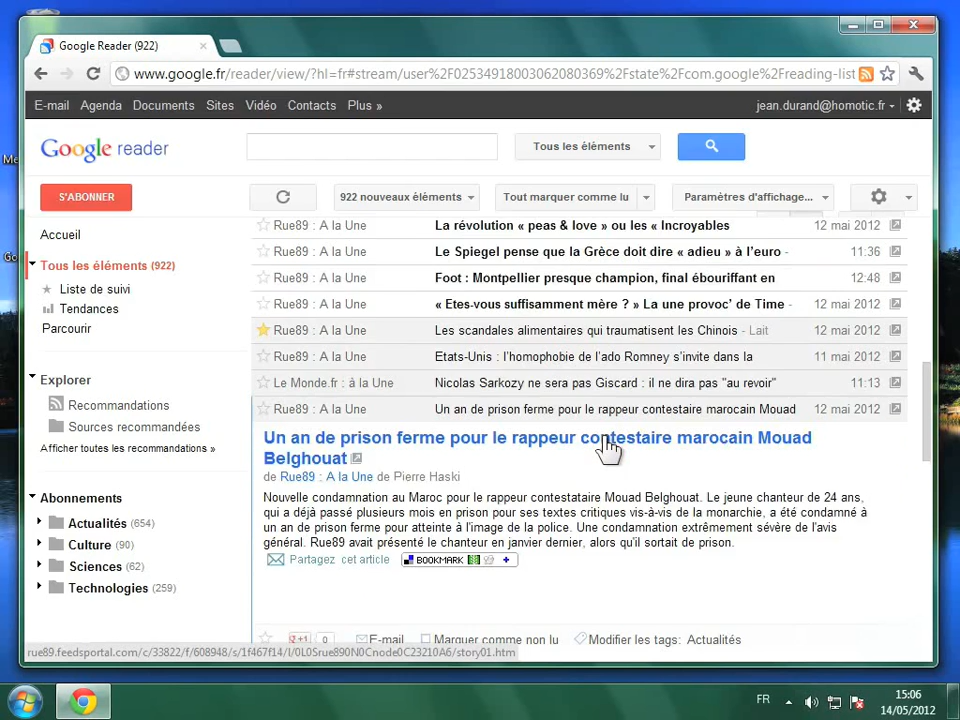 Google Reader (922)
www.google.fr/reader/view/?hl=fr#stream/user%2F02534918003062080369%2Fstate%2Fcom.google%2Freading-list
E-mail Agenda Documents Sites Vidéo Contacts Plus » jean.durand@homotic.fr
Google reader Tous les éléments
S'ABONNER 922 nouveaux éléments Tout marquer comme lu Paramètres d'affichage...
Accueil
Tous les éléments (922)
Liste de suivi
Tendances
Parcourir
Explorer
Recommandations
Sources recommandées
Afficher toutes les recommandations »
Abonnements
Actualités (654)
Culture (90)
Sciences (62)
Technologies (259)
Rue89 : A la Une La révolution « peas & love » ou les « Incroyables 12 mai 2012
Rue89 : A la Une Le Spiegel pense que la Grèce doit dire « adieu » à l'euro - 11:36
Rue89 : A la Une Foot : Montpellier presque champion, final ébouriffant en 12:48
Rue89 : A la Une « Etes-vous suffisamment mère ? » La une provoc' de Time - 12 mai 2012
Rue89 : A la Une Les scandales alimentaires qui traumatisent les Chinois - Lait 12 mai 2012
Rue89 : A la Une Etats-Unis : l'homophobie de l'ado Romney s'invite dans la 11 mai 2012
Le Monde.fr : à la Une Nicolas Sarkozy ne sera pas Giscard : il ne dira pas "au revoir" 11:13
Rue89 : A la Une Un an de prison ferme pour le rappeur contestaire marocain Mouad 12 mai 2012
Un an de prison ferme pour le rappeur contestaire marocain Mouad
Belghouat
de Rue89 : A la Une de Pierre Haski
Nouvelle condamnation au Maroc pour le rappeur contestataire Mouad Belghouat. Le jeune chanteur de 24 ans,
qui a déjà passé plusieurs mois en prison pour ses textes critiques vis-à-vis de la monarchie, a été condamné à
un an de prison ferme pour atteinte à l'image de la police. Une condamnation extrêmement sévère de l'avis
général. Rue89 avait présenté le chanteur en janvier dernier, alors qu'il sortait de prison.
Partagez cet article BOOKMARK
+1 0 E-mail Marquer comme non lu Modifier les tags: Actualités
rue89.feedsportal.com/c/33822/f/608948/s/1f467f14/l/0L0Srue890N0Cnode0C23210A6/story01.htm
FR 15:06
14/05/2012